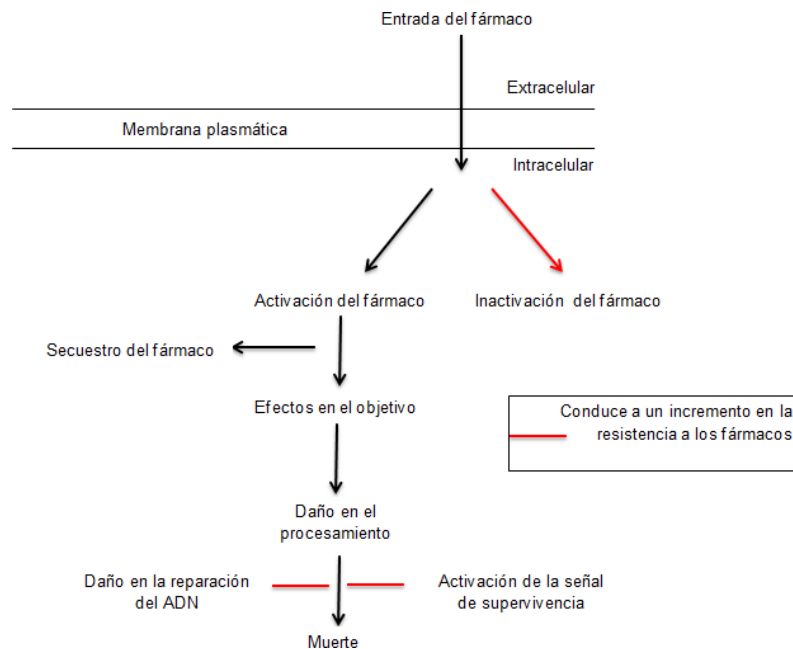 Entrada del fármaco
Extracelular
Membrana plasmática
Intracelular
Activación del fármaco
Inactivación del fármaco
Secuestro del fármaco
Efectos en el objetivo
Conduce a un incremento en la
resistencia a los fármacos
Daño en el
procesamiento
Daño en la reparación
del ADN
Activación de la señal
de supervivencia
Muerte